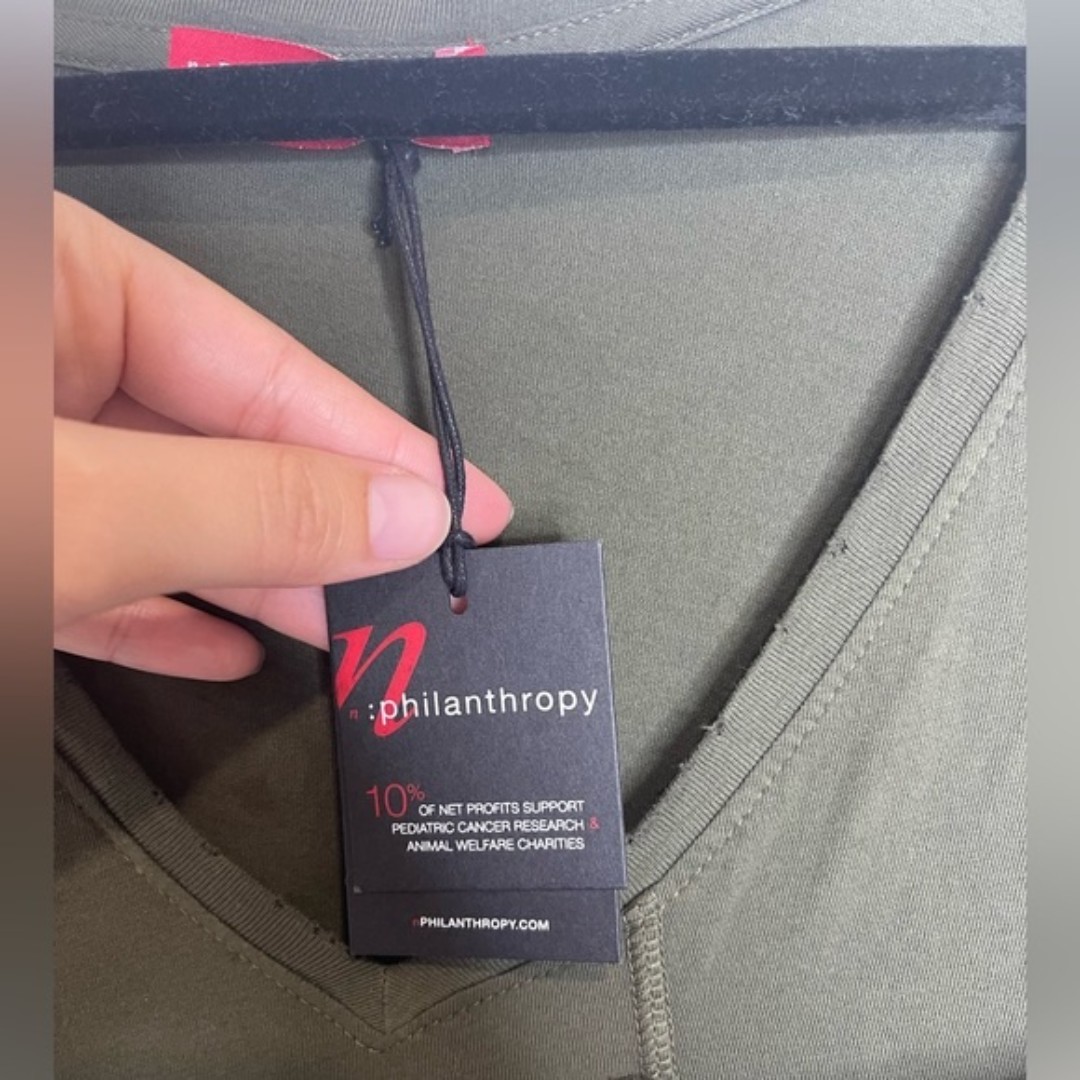 n
n :philanthropy
10% OF NET PROFITS SUPPORT
PEDIATRIC CANCER RESEARCH &
ANIMAL WELFARE CHARITIES
nPHILANTHROPY.COM